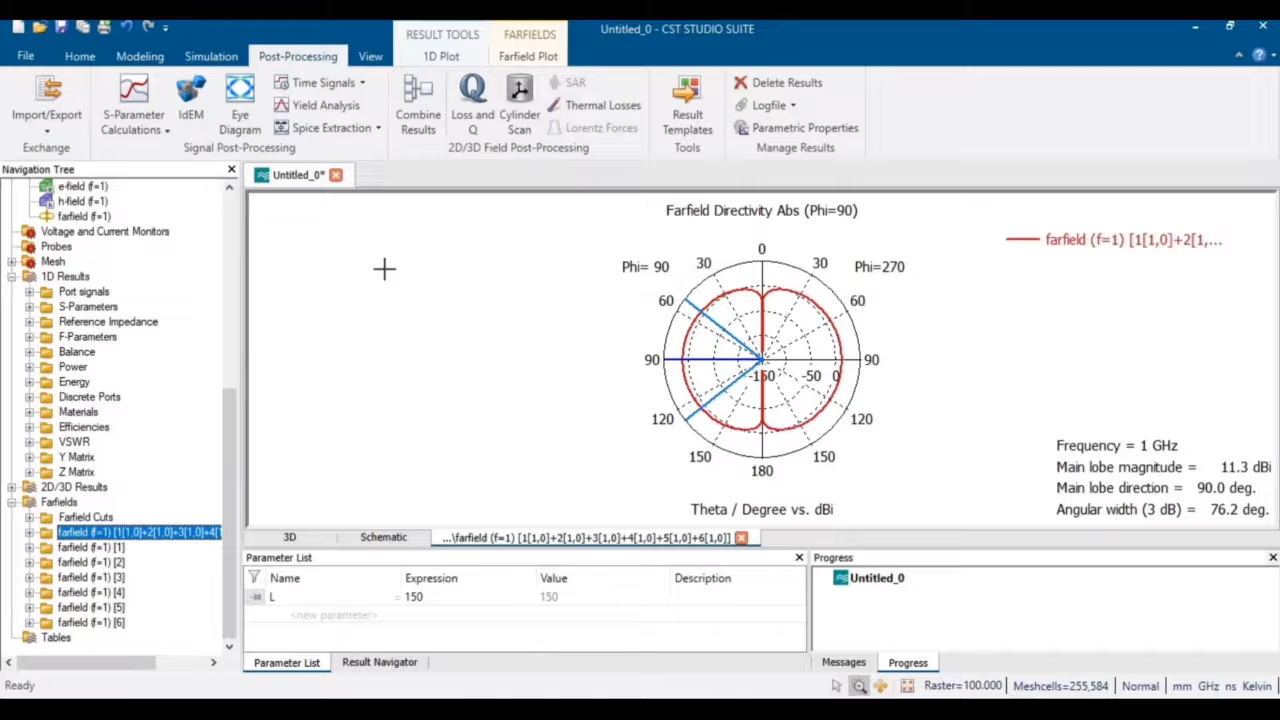 Untitled_0 - CST STUDIO SUITE
RESULT TOOLS FARFIELDS
File Home Modeling Simulation Post-Processing View 1D Plot Farfield Plot
Import/Export
Exchange
S-Parameter
Calculations
IdEM
Eye
Diagram
Time Signals
Yield Analysis
Spice Extraction
Signal Post-Processing
Combine
Results
Loss and
Q
Cylinder
Scan
SAR
Thermal Losses
Lorentz Forces
2D/3D Field Post-Processing
Result
Templates
Tools
Delete Results
Logfile
Parametric Properties
Manage Results
Navigation Tree
e-field (f=1)
h-field (f=1)
farfield (f=1)
Voltage and Current Monitors
Probes
Mesh
1D Results
Port signals
S-Parameters
Reference Impedance
F-Parameters
Balance
Power
Energy
Discrete Ports
Materials
Efficiencies
VSWR
Y Matrix
Z Matrix
2D/3D Results
Farfields
Farfield Cuts
farfield (f=1) [1[1,0]+2[1,0]+3[1,0]+4[1
farfield (f=1) [1]
farfield (f=1) [2]
farfield (f=1) [3]
farfield (f=1) [4]
farfield (f=1) [5]
farfield (f=1) [6]
Tables
Untitled_0*
Farfield Directivity Abs (Phi=90)
farfield (f=1) [1[1,0]+2[1,...
0
Phi= 90 30 30 Phi=270
60 60
90 90
-150 -50 0
120 120
150 150
180
Theta / Degree vs. dBi
Frequency = 1 GHz
Main lobe magnitude = 11.3 dBi
Main lobe direction = 90.0 deg.
Angular width (3 dB) = 76.2 deg.
3D Schematic ...\farfield (f=1) [1[1,0]+2[1,0]+3[1,0]+4[1,0]+5[1,0]+6[1,0]]
Parameter List
Name Expression Value Description
L = 150 150
<new parameter>
Parameter List Result Navigator
Progress
Untitled_0
Messages Progress
Ready
Raster=100.000 Meshcells=255,584 Normal mm GHz ns Kelvin